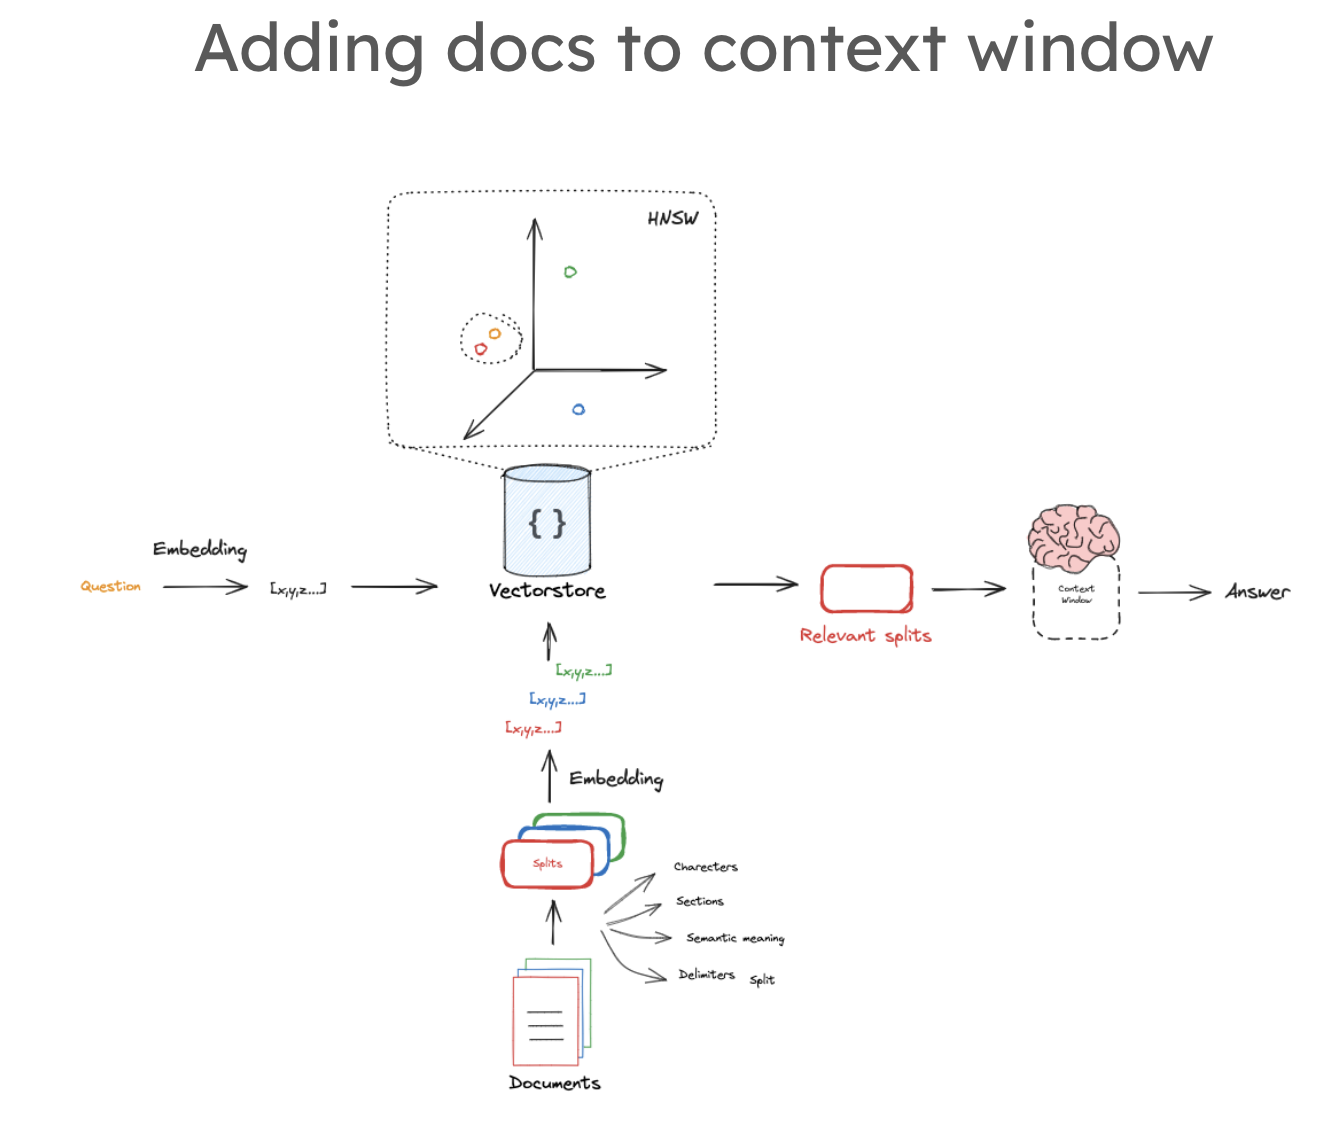 Adding docs to context window
HNSW
{ }
Embedding
Question
[x,y,z...]
Vectorstore
Relevant splits
Context
Window
Answer
[x,y,z...]
[x,y,z...]
[x,y,z...]
Embedding
Splits
Charecters
Sections
Semantic meaning
Delimiters Split
Documents